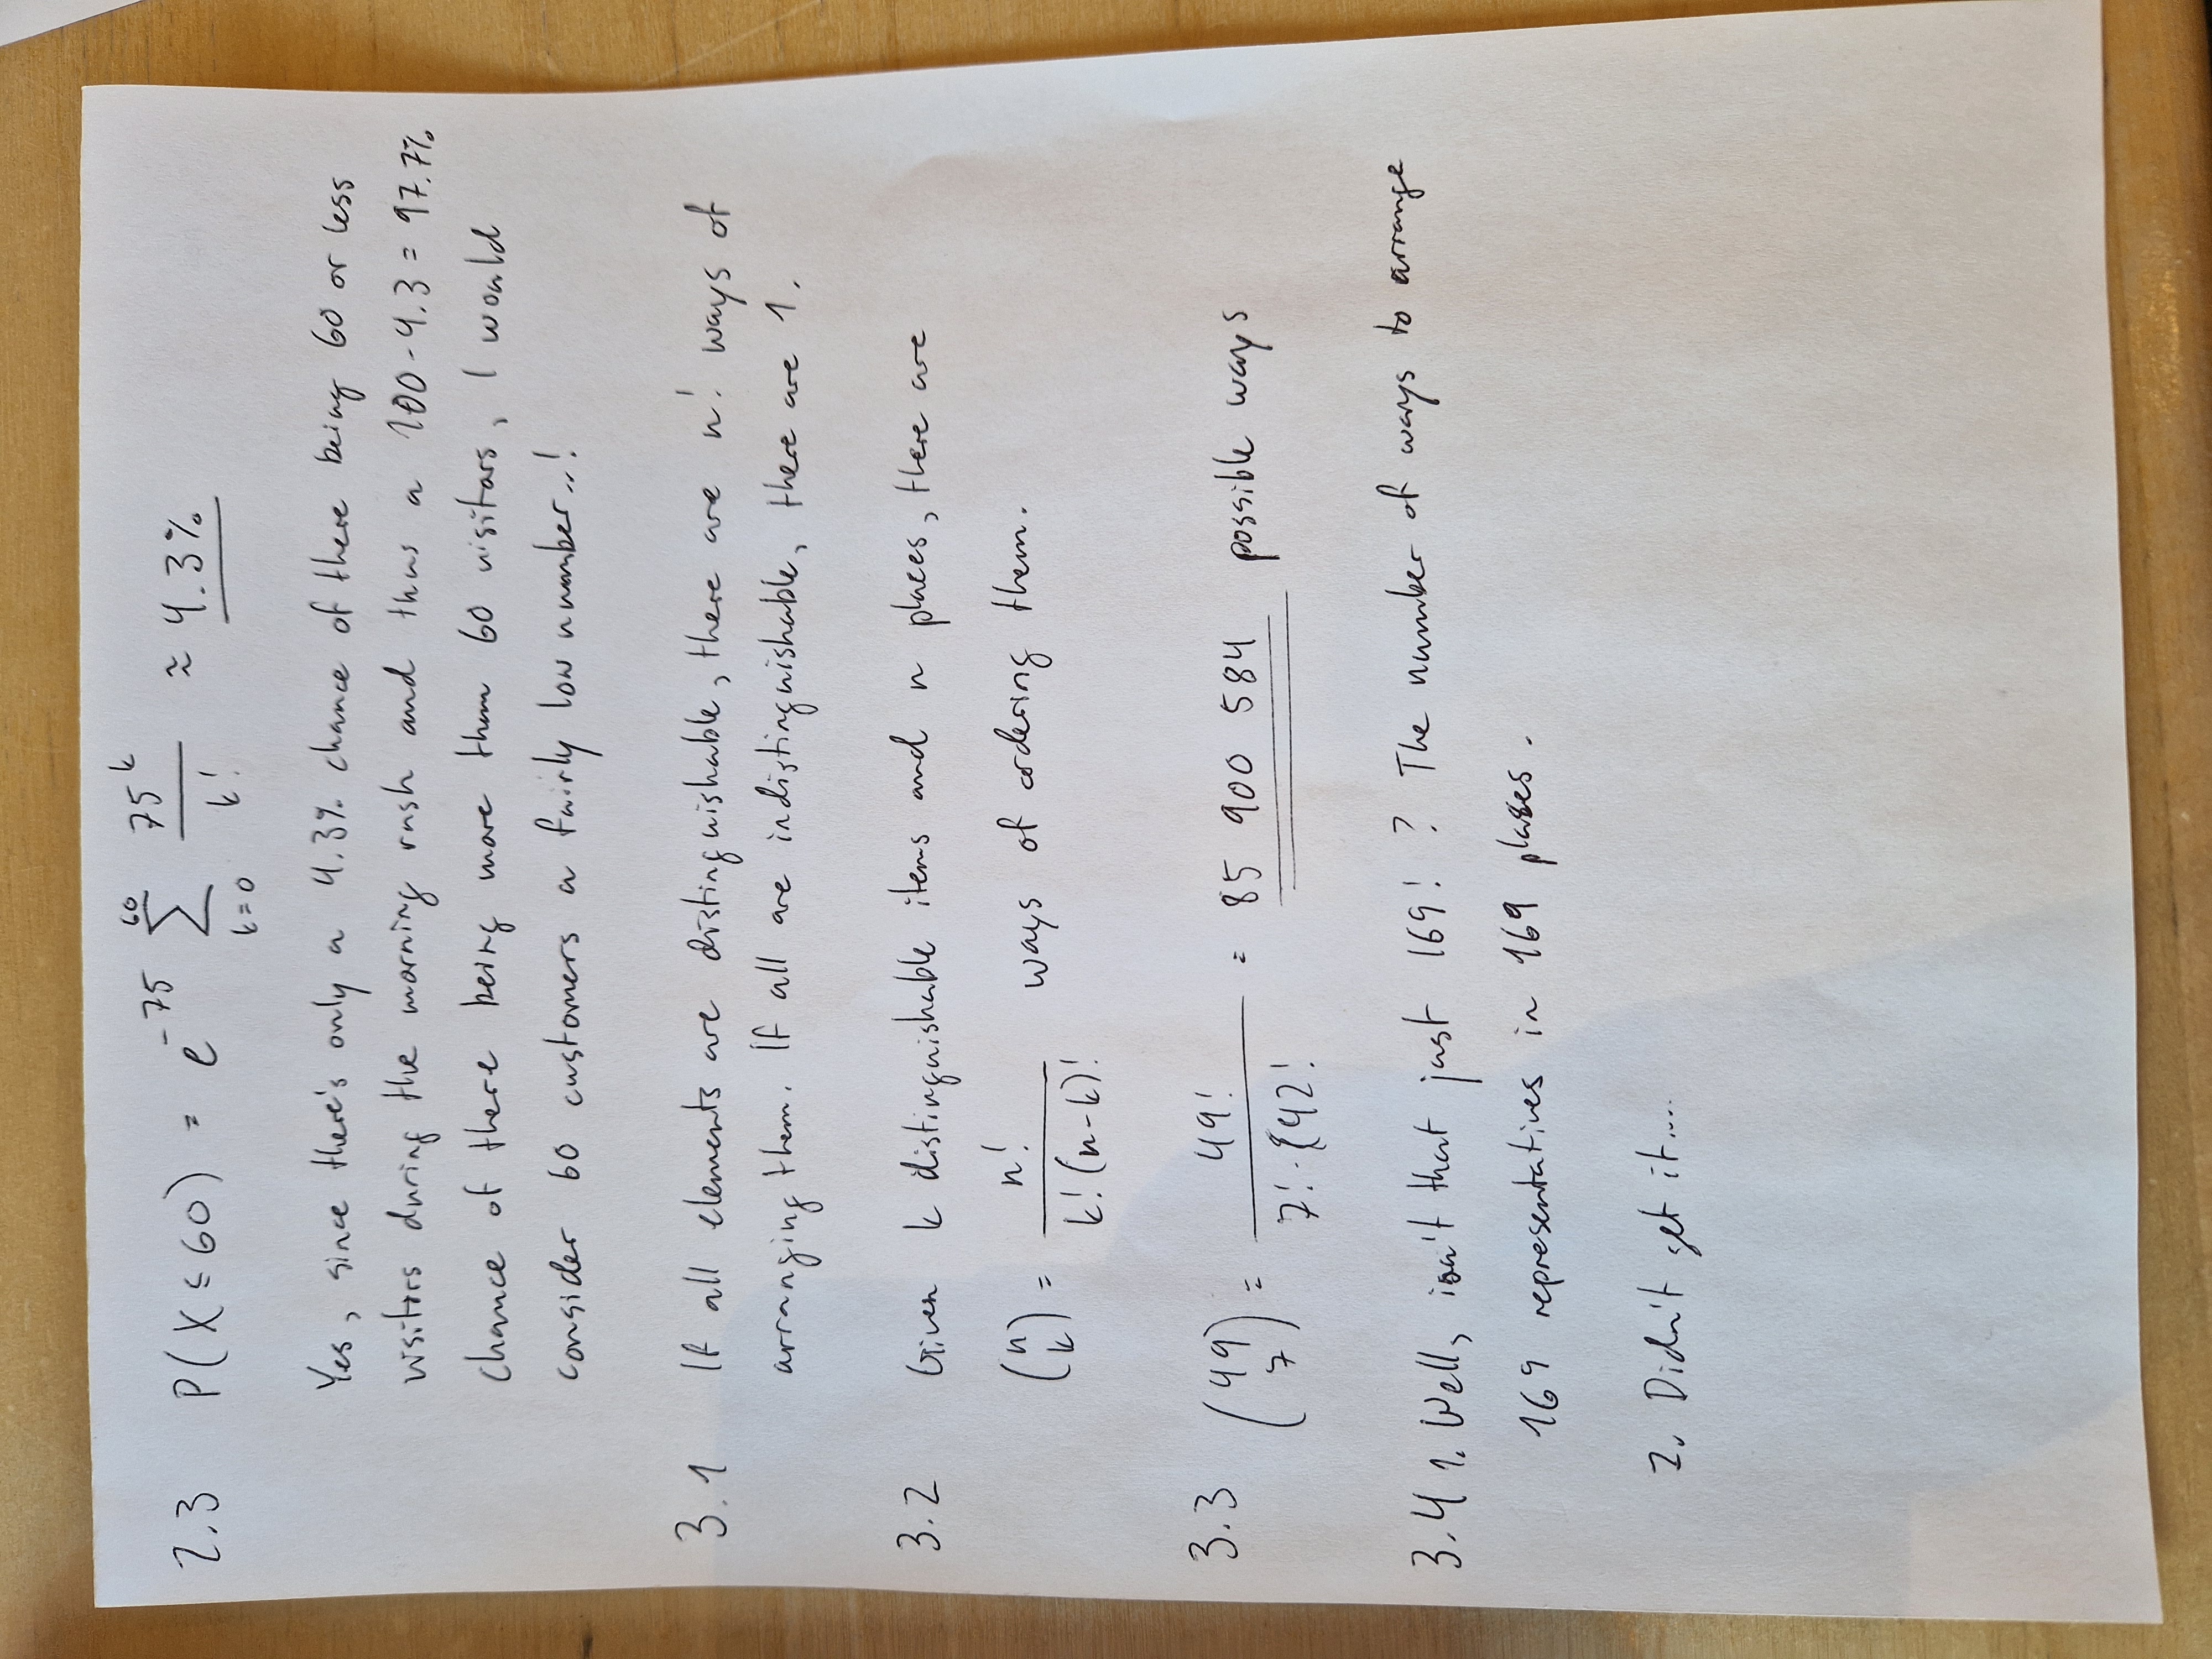 2.3 P(X ≤ 60) = e^{-75} \sum_{k=0}^{60} \frac{75^k}{k!} ≈ 4.3%
Yes, since there's only a 4.3% chance of there being 60 or less
visitors during the morning rush and thus a 100 - 4.3 = 97.7%
chance of there being more than 60 visitors, I would
consider 60 customers a fairly low nnumber..!
3.1 If all elements are distinguishable, there are n! ways of
arranging them. If all are indistinguishable, there are 1.
3.2 Given k distinguishable items and n places, there are
\binom{n}{k} = \frac{n!}{k!(n-k)!} ways of ordering them.
3.3 \binom{49}{7} = \frac{49!}{7! · 42!} = 85 900 584 possible ways
3.4 1. Well, isn't that just 169! ? The number of ways to arrange
169 representatives in 169 places.
2. Didn't get it....